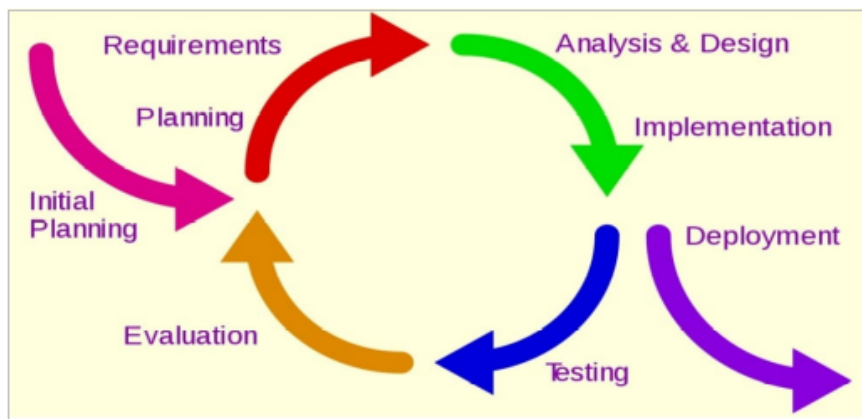 Requirements
Analysis & Design
Planning
Implementation
Initial
Planning
Deployment
Evaluation
Testing